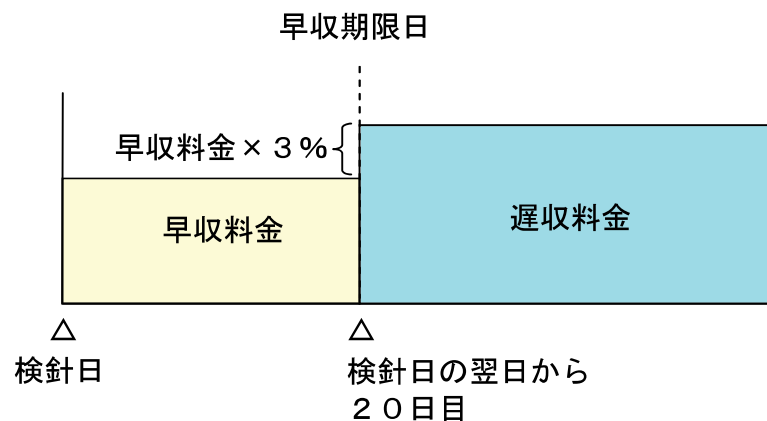 早収期限日
早収料金×３%
早収料金
遅収料金
△
△
検針日
検針日の翌日から
２０日目